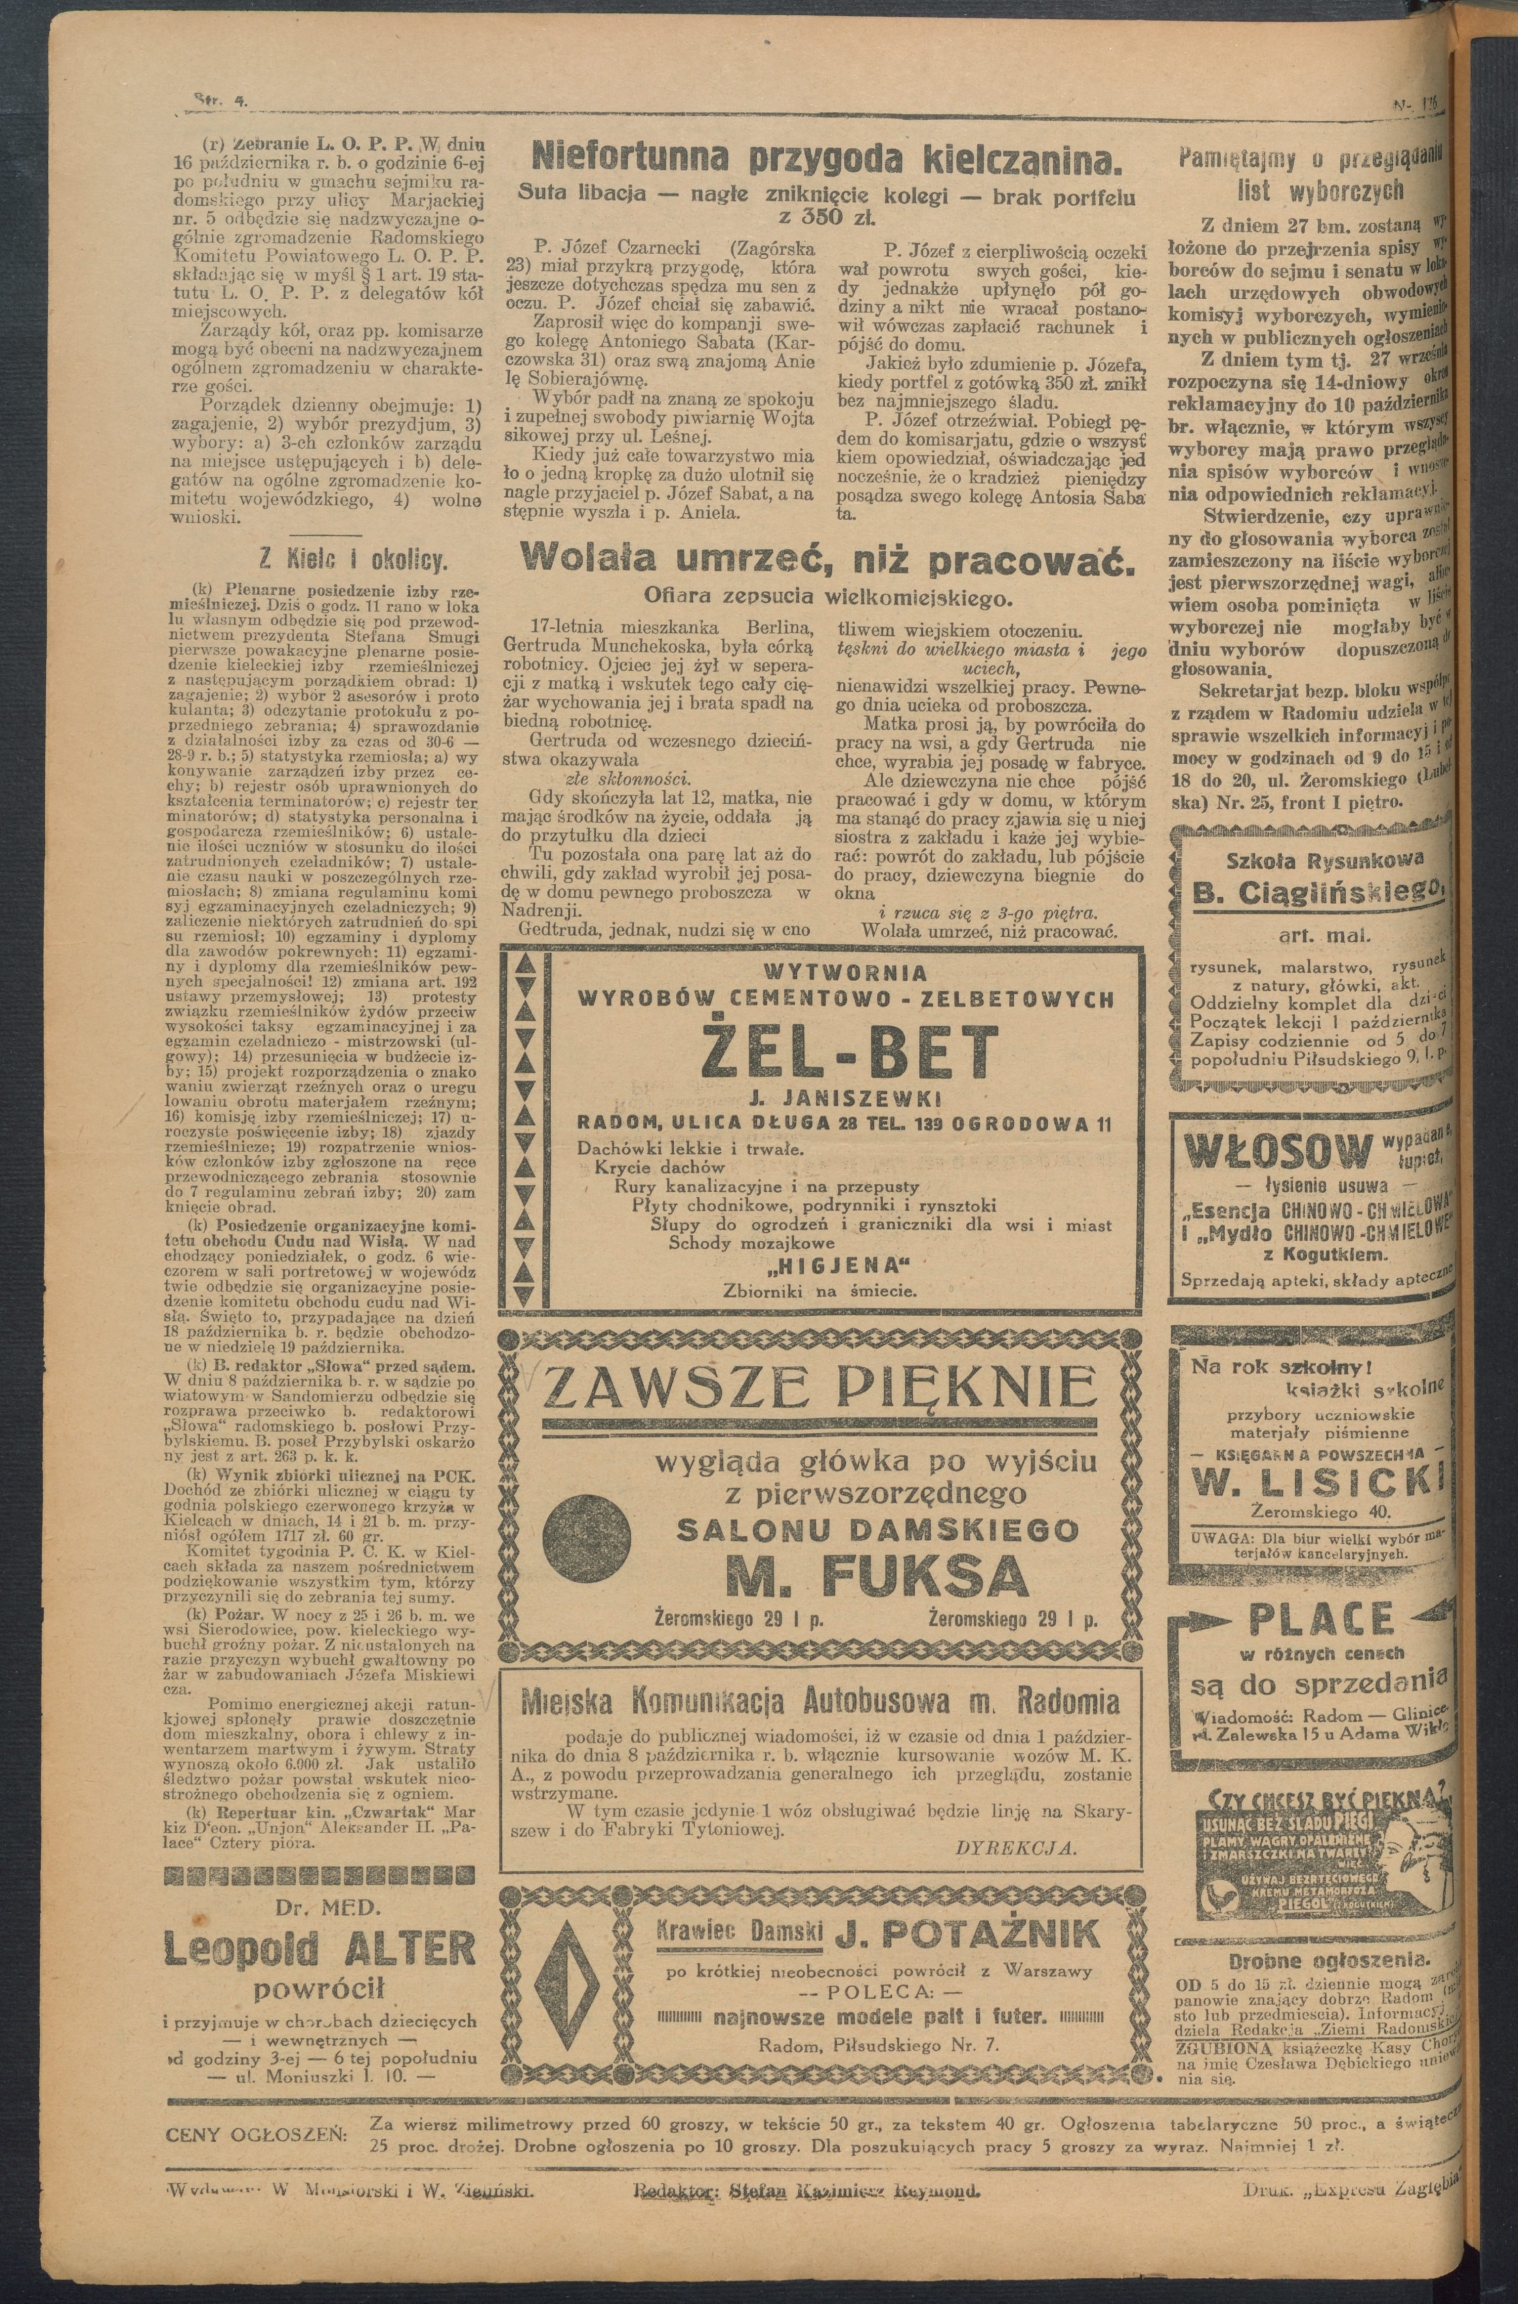 Str. 4.
(r) Zebranie L. O. P. P. W dniu
16 października r. b. o godzinie 6-ej
po południu w gmachu sejmiku ra-
domskiego przy ulicy Marjackiej
nr. 5 odbędzie się nadzwyczajne o-
gólnie zgromadzenie Radomskiego
Komitetu Powiatowego L. O. P. P.
składając się w myśl § 1 art. 19 sta-
tutu L. O. P. P. z delegatów kół
miejscowych.
Zarządy kół, oraz pp. komisarze
mogą być obecni na nadzwyczajnem
ogólnem zgromadzeniu w charakte-
rze gości.
Porządek dzienny obejmuje: 1)
zagajenie, 2) wybór prezydjum, 3)
wybory: a) 3-ch członków zarządu
na miejsce ustępujących i b) dele-
gatów na ogólne zgromadzenie ko-
mitetu wojewódzkiego, 4) wolne
wnioski.
Z Kielc i okolicy.
(k) Plenarne posiedzenie izby rze-
mieślniczej. Dziś o godz. 11 rano w loka
lu własnym odbędzie się pod przewod-
nictwem prezydenta Stefana Smugi
pierwsze powakacyjne plenarne posie-
dzenie kieleckiej izby rzemieślniczej
z następującym porządkiem obrad: 1)
zagajenie; 2) wybór 2 asesorów i proto
kulanta; 3) odczytanie protokułu z po-
przedniego zebrania; 4) sprawozdanie
z działalności izby za czas od 30-6 —
28-9 r. b.; 5) statystyka rzemiosła; a) wy
konywanie zarządzeń izby przez ce-
chy; b) rejestr osób uprawnionych do
kształcenia terminatorów; c) rejestr ter
minatorów; d) statystyka personalna i
gospodarcza rzemieślników; 6) ustale-
nie ilości uczniów w stosunku do ilości
zatrudnionych czeladników; 7) ustale-
nie czasu nauki w poszczególnych rze-
miosłach; 8) zmiana regulaminu komi
syj egzaminacyjnych czeladniczych; 9)
zaliczenie niektórych zatrudnień do spi
su rzemiosł; 10) egzaminy i dyplomy
dla zawodów pokrewnych; 11) egzami-
ny i dyplomy dla rzemieślników pew-
nych specjalności! 12) zmiana art. 192
ustawy przemysłowej; 13) protesty
związku rzemieślników żydów przeciw
wysokości taksy egzaminacyjnej i za
egzamin czeladniczo - mistrzowski (ul-
gowy); 14) przesunięcia w budżecie iz-
by; 15) projekt rozporządzenia o znako
waniu zwierząt rzeźnych oraz o uregu
lowaniu obrotu materjałem rzeźnym;
16) komisję izby rzemieślniczej; 17) u-
roczyste poświęcenie izby; 18) zjazdy
rzemieślnicze; 19) rozpatrzenie wnios-
ków członków izby zgłoszone na ręce
przewodniczącego zebrania stosownie
do 7 regulaminu zebrań izby; 20) zam
knięcie obrad.
(k) Posiedzenie organizacyjne komi-
tetu obchodu Cudu nad Wisłą. W nad
chodzący poniedziałek, o godz. 6 wie-
czorem w sali portretowej w wojewódz
twie odbędzie się organizacyjne posie-
dzenie komitetu obchodu cudu nad Wi-
słą. Święto to, przypadające na dzień
18 października b. r. będzie obchodzo-
ne w niedzielę 19 października.
(k) B. redaktor „Słowa“ przed sądem.
W dniu 8 października b. r. w sądzie po
wiatowym w Sandomierzu odbędzie się
rozprawa przeciwko b. redaktorowi
„Słowa“ radomskiego b. posłowi Przy-
bylskiemu. B. poseł Przybylski oskarżo
ny jest z art. 263 p. k. k.
(k) Wynik zbiorki ulicznej na PCK.
Dochód ze zbiórki ulicznej w ciągu ty
godnia polskiego czerwonego krzyża w
Kielcach w dniach, 14 i 21 b. m. przy-
niósł ogółem 1717 zł. 60 gr.
Komitet tygodnia P. C. K. w Kiel-
cach składa za naszem pośrednictwem
podziękowanie wszystkim tym, którzy
przyczynili się do zebrania tej sumy.
(k) Pożar. W nocy z 25 i 26 b. m. we
wsi Sierodowice, pow. kieleckiego wy-
buchł groźny pożar. Z nieustalonych na
razie przyczyn wybuchł gwałtowny po
żar w zabudowaniach Józefa Miskiewi
cza.
Pomimo energicznej akcji ratun-
kjowej spłonęły prawie doszczętnie
dom mieszkalny, obora i chlewy z in-
wentarzem martwym i żywym. Straty
wynoszą około 6.000 zł. Jak ustaliło
śledztwo pożar powstał wskutek nieo-
strożnego obchodzenia się z ogniem.
(k) Repertuar kin. „Czwartak“ Mar
kiz D'eon. „Unjon“ Aleksander II. „Pa-
lace“ Cztery pióra.
Dr. MED.
Leopold ALTER
powrócił
i przyjmuje w chorobach dziecięcych
— i wewnętrznych —
od godziny 3-ej — 6 tej popołudniu
— ul. Moniuszki 1. 10. —
Niefortunna przygoda kielczanina.
Suta libacja — nagłe zniknięcie kolegi — brak portfelu
z 350 zł.
P. Józef Czarnecki (Zagórska
23) miał przykrą przygodę, która
jeszcze dotychczas spędza mu sen z
oczu. P. Józef chciał się zabawić.
Zaprosił więc do kompanji swe-
go kolegę Antoniego Sabata (Kar-
czowska 31) oraz swą znajomą Anie
lę Sobierajównę.
Wybór padł na znaną ze spokoju
i zupełnej swobody piwiarnię Wojta
sikowej przy ul. Leśnej.
Kiedy już całe towarzystwo mia
ło o jedną kropkę za dużo ulotnił się
nagle przyjaciel p. Józef Sabat, a na
stępnie wyszła i p. Aniela.
P. Józef z cierpliwością oczeki
wał powrotu swych gości, kie-
dy jednakże upłynęło pół go-
dziny a nikt nie wracał postano-
wił wówczas zapłacić rachunek i
pójść do domu.
Jakież było zdumienie p. Józefa,
kiedy portfel z gotówką 350 zł. znikł
bez najmniejszego śladu.
P. Józef otrzeźwiał. Pobiegł pę-
dem do komisarjatu, gdzie o wszyst
kiem opowiedział, oświadczając jed
nocześnie, że o kradzież pieniędzy
posądza swego kolegę Antosia Saba
ta.
Wolała umrzeć, niż pracować.
Ofiara zepsucia wielkomiejskiego.
17-letnia mieszkanka Berlina,
Gertruda Munchekoska, była córką
robotnicy. Ojciec jej żył w sepera-
cji z matką i wskutek tego cały cię-
żar wychowania jej i brata spadł na
biedną robotnicę.
Gertruda od wczesnego dzieciń-
stwa okazywała
złe skłonności.
Gdy skończyła lat 12, matka, nie
mając środków na życie, oddała ją
do przytułku dla dzieci
Tu pozostała ona parę lat aż do
chwili, gdy zakład wyrobił jej posa-
dę w domu pewnego proboszcza w
Nadrenji.
Gedtruda, jednak, nudzi się w cno
tliwem wiejskiem otoczeniu.
tęskni do wielkiego miasta i jego
uciech,
nienawidzi wszelkiej pracy. Pewne-
go dnia ucieka od proboszcza.
Matka prosi ją, by powróciła do
pracy na wsi, a gdy Gertruda nie
chce, wyrabia jej posadę w fabryce.
Ale dziewczyna nie chce pójść
pracować i gdy w domu, w którym
ma stanąć do pracy zjawia się u niej
siostra z zakładu i każe jej wybie-
rać: powrót do zakładu, lub pójście
do pracy, dziewczyna biegnie do
okna
i rzuca się z 3-go piętra.
Wolała umrzeć, niż pracować.
WYTWORNIA
WYROBÓW CEMENTOWO - ZELBETOWYCH
ŻEL-BET
J. JANISZEWKI
RADOM, ULICA DŁUGA 28 TEL. 139 OGRODOWA 11
Dachówki lekkie i trwałe.
Krycie dachów
Rury kanalizacyjne i na przepusty
Płyty chodnikowe, podrynniki i rynsztoki
Słupy do ogrodzeń i graniczniki dla wsi i miast
Schody mozajkowe
„HIGJENA“
Zbiorniki na śmiecie.
ZAWSZE PIĘKNIE
wygląda główka po wyjściu
z pierwszorzędnego
SALONU DAMSKIEGO
M. FUKSA
Żeromskiego 29 I p. Żeromskiego 29 I p.
Miejska Komunikacja Autobusowa m. Radomia
podaje do publicznej wiadomości, iż w czasie od dnia 1 paździer-
nika do dnia 8 października r. b. włącznie kursowanie wozów M. K.
A., z powodu przeprowadzania generalnego ich przeglądu, zostanie
wstrzymane.
W tym czasie jedynie 1 wóz obsługiwać będzie linję na Skary-
szew i do Fabryki Tytoniowej.
DYREKCJA.
Krawiec Damski J. POTAŻNIK
po krótkiej nieobecności powrócił z Warszawy
-- POLECA: —
najnowsze modele palt i futer.
Radom, Piłsudskiego Nr. 7.
Pamiętajmy o przeglądaniu
list wyborczych
Z dniem 27 bm. zostaną wy-
łożone do przejrzenia spisy wy-
borców do sejmu i senatu w loka-
lach urzędowych obwodowych
komisyj wyborczych, wymienio-
nych w publicznych ogłoszeniach
Z dniem tym tj. 27 września
rozpoczyna się 14-dniowy okres
reklamacyjny do 10 października
br. włącznie, w którym wszyscy
wyborcy mają prawo przegląda-
nia spisów wyborców i wnosze-
nia odpowiednich reklamacyj.
Stwierdzenie, czy uprawnio-
ny do głosowania wyborca został
zamieszczony na liście wyborczej
jest pierwszorzędnej wagi, albo-
wiem osoba pominięta w liście
wyborczej nie mogłaby być w
dniu wyborów dopuszczoną do
głosowania.
Sekretarjat bezp. bloku współpr
z rządem w Radomiu udziela w tej
sprawie wszelkich informacyj i po-
mocy w godzinach od 9 do 15 i od
18 do 20, ul. Żeromskiego (Lubel-
ska) Nr. 25, front I piętro.
Szkoła Rysunkowa
B. Ciąglińskiego,
art. mal.
rysunek, malarstwo, rysunek
z natury, główki, akt.
Oddzielny komplet dla dzieci
Początek lekcji 1 października
Zapisy codziennie od 5 do 7
popołudniu Piłsudskiego 9, I. p.
WŁOSOW wypadanie,
łupież,
— łysienie usuwa —
„Esencja CHINOWO-CHMIELOWA“
i „Mydło CHINOWO-CHMIELOWE“
z Kogutkiem.
Sprzedają apteki, składy apteczne
Na rok szkolny!
książki szkolne
przybory uczniowskie
materjały piśmienne
— KSIĘGARNIA POWSZECHNA —
W. LISICKI
Żeromskiego 40.
UWAGA: Dla biur wielki wybór ma-
terjałów kancelaryjnych.
PLACE
w różnych cenach
są do sprzedania
Wiadomość: Radom — Glinice,
ul. Zalewska 15 u Adama Wikło
CZY CHCESZ BYĆ PIĘKNA?
USUNĄĆ BEZ ŚLADU PIEGI
PLAMY, WĄGRY, OPALENIZNĘ
I ZMARSZCZKI NA TWARZY
WIĘC
UŻYWAJ BEZRTĘCIOWEGO
KREMU METAMORFOZA
PIEGOL (Z KOGUTKIEM)
Drobne ogłoszenia.
OD 5 do 15 zł. dziennie mogą
panowie znający dobrze Radom
sto lub przedmiescia). Informacyj
dziela Redakcja „Ziemi Radomskiej
ZGUBIONĄ książeczkę Kasy Chorych
na imię Czesława Dębickiego
nia się.
CENY OGŁOSZEŃ: Za wiersz milimetrowy przed 60 groszy, w tekście 50 gr., za tekstem 40 gr. Ogłoszenia tabelaryczne 50 proc., a świąteczne
25 proc. drożej. Drobne ogłoszenia po 10 groszy. Dla poszukujących pracy 5 groszy za wyraz. Najmniej 1 zł.
W. Monsiorski i W. Zieliński.
Redaktor: Stefan Kazimierz Reymond.
Druk. „Expresu Zagłębia“